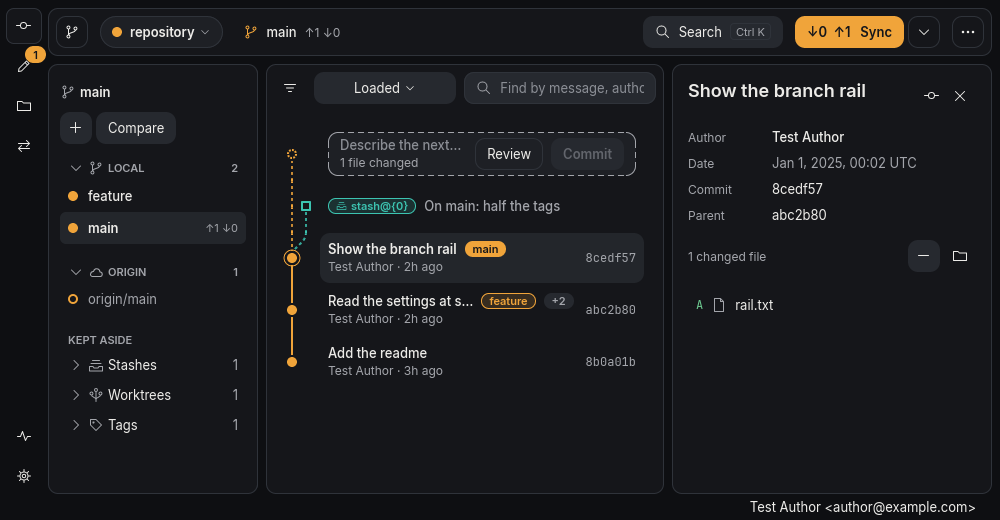 repository
main ↑1 ↓0
Search Ctrl K
↓0 ↑1 Sync
1
main
+ Compare
LOCAL 2
feature
main ↑1 ↓0
ORIGIN 1
origin/main
KEPT ASIDE
Stashes 1
Worktrees 1
Tags 1
Loaded
Find by message, autho
Describe the next…
1 file changed
Review
Commit
stash@{0} On main: half the tags
Show the branch rail main
Test Author · 2h ago
8cedf57
Read the settings at s… feature +2
Test Author · 2h ago
abc2b80
Add the readme
Test Author · 3h ago
8b0a01b
Show the branch rail
Author Test Author
Date Jan 1, 2025, 00:02 UTC
Commit 8cedf57
Parent abc2b80
1 changed file
A rail.txt
Test Author <author@example.com>